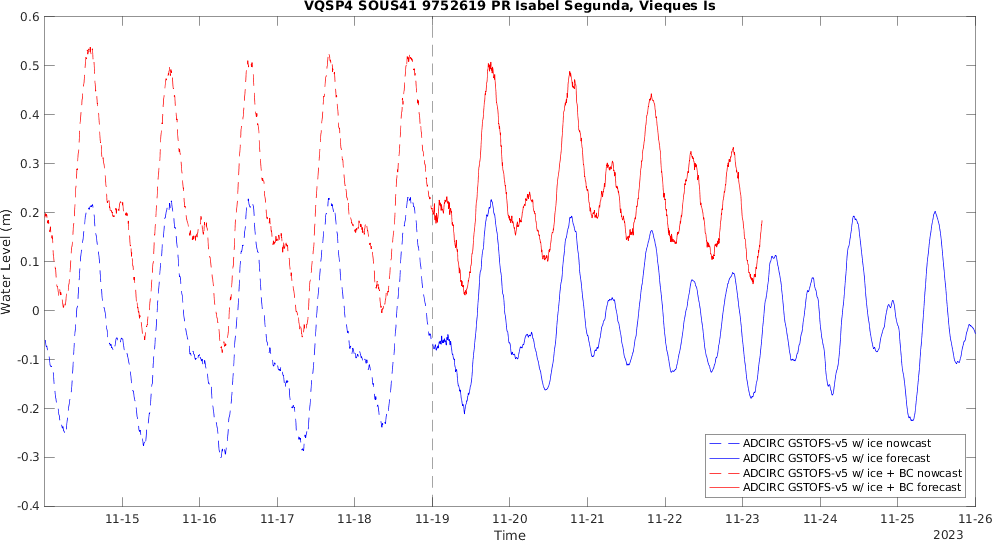 VQSP4 SOUS41 9752619 PR Isabel Segunda, Vieques Is
0.6
0.5
0.4
0.3
0.2
0.1
0
-0.1
-0.2
-0.3
-0.4
Water Level (m)
ADCIRC GSTOFS-v5 w/ ice nowcast
ADCIRC GSTOFS-v5 w/ ice forecast
ADCIRC GSTOFS-v5 w/ ice + BC nowcast
ADCIRC GSTOFS-v5 w/ ice + BC forecast
11-15 11-16 11-17 11-18 11-19 11-20 11-21 11-22 11-23 11-24 11-25 11-26
Time
2023